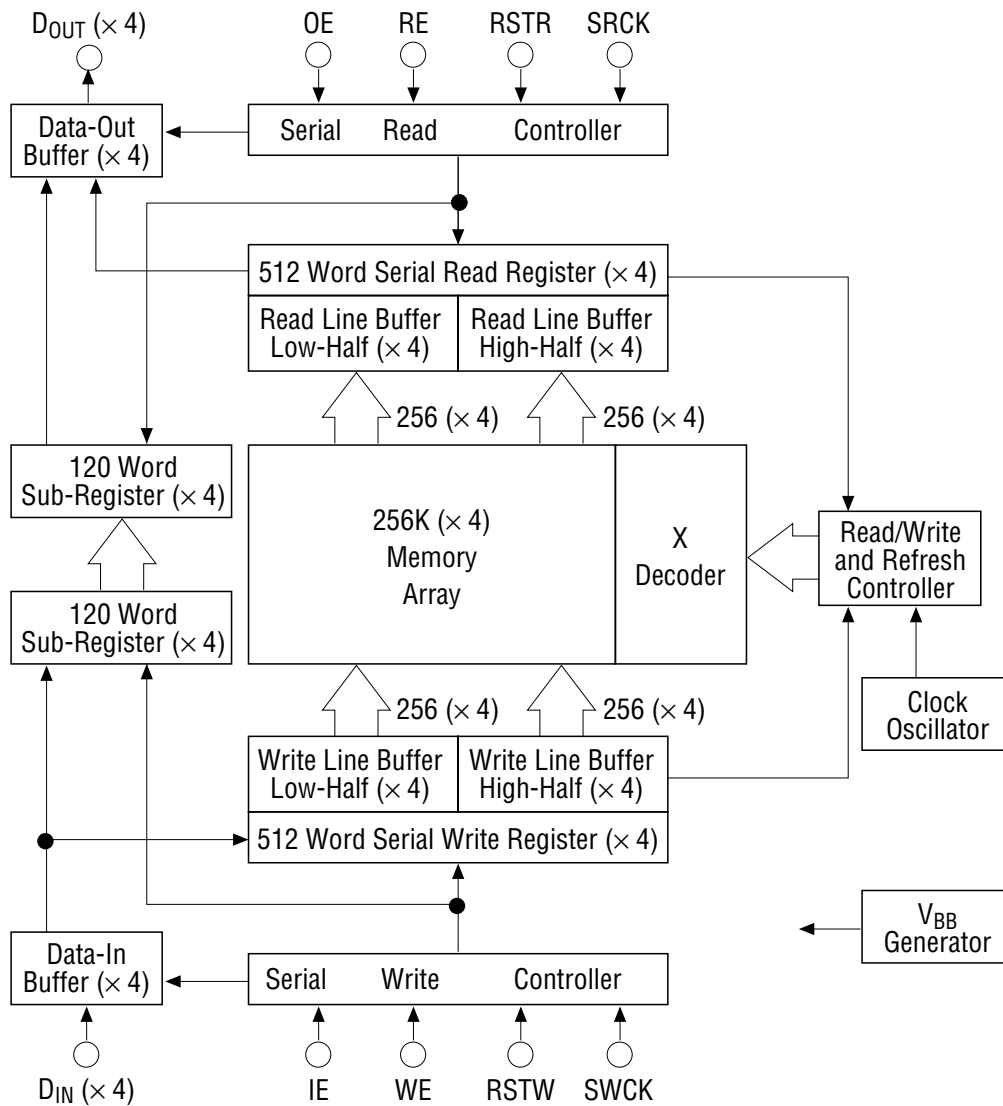 DOUT (× 4)
OE
RE
RSTR
SRCK
Data-Out
Buffer (× 4)
Serial Read Controller
512 Word Serial Read Register (× 4)
Read Line Buffer
Low-Half (× 4)
Read Line Buffer
High-Half (× 4)
256 (× 4)
256 (× 4)
120 Word
Sub-Register (× 4)
256K (× 4)
Memory
Array
X
Decoder
Read/Write
and Refresh
Controller
120 Word
Sub-Register (× 4)
256 (× 4)
256 (× 4)
Clock
Oscillator
Write Line Buffer
Low-Half (× 4)
Write Line Buffer
High-Half (× 4)
512 Word Serial Write Register (× 4)
VBB
Generator
Data-In
Buffer (× 4)
Serial Write Controller
DIN (× 4)
IE
WE
RSTW
SWCK